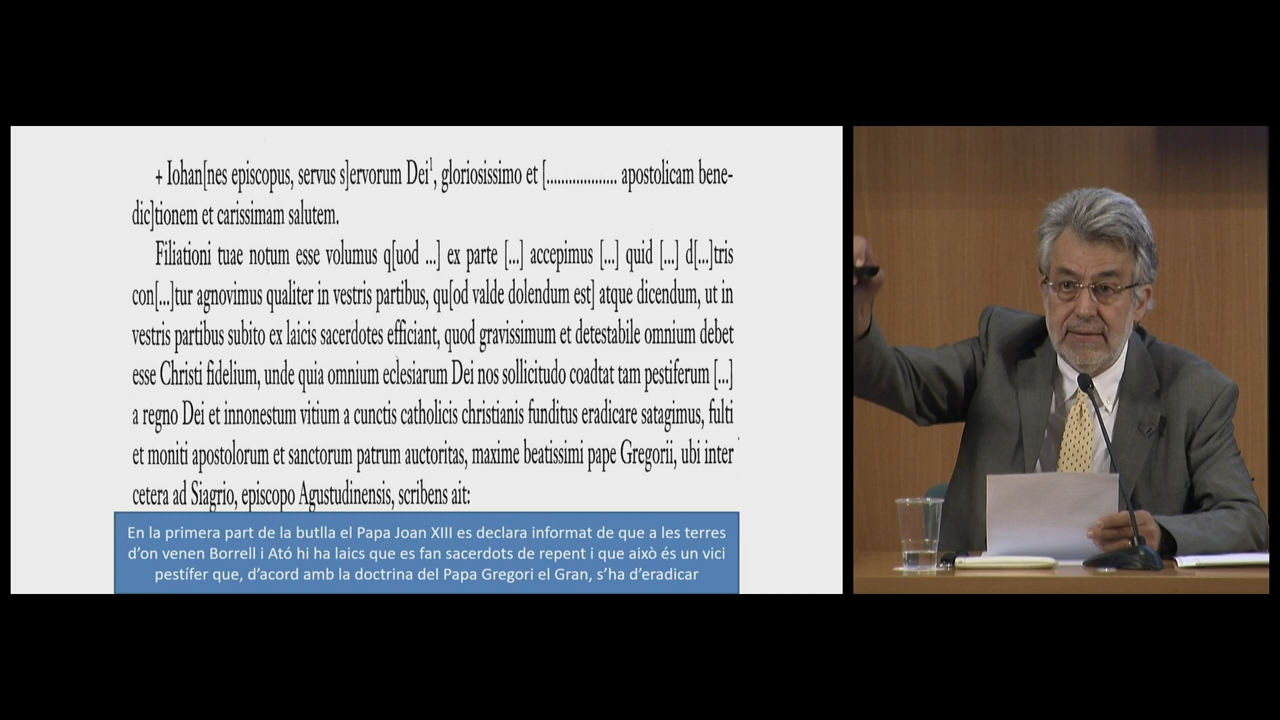 + Iohan[nes episcopus, servus s]ervorum Dei¹, gloriosissimo et [.................. apostolicam bene-
dic]tionem et carissimam salutem.
Filiationi tuae notum esse volumus q[uod ...] ex parte [...] accepimus [...] quid [...] d[...]tris
con[...]tur agnovimus qualiter in vestris partibus, qu[od valde dolendum est] atque dicendum, ut in
vestris partibus subito ex laicis sacerdotes efficiant, quod gravissimum et detestabile omnium debet
esse Christi fidelium, unde quia omnium eclesiarum Dei nos sollicitudo coadtat tam pestiferum [...]
a regno Dei et innonestum vitium a cunctis catholicis christianis funditus eradicare satagimus, fulti
et moniti apostolorum et sanctorum patrum auctoritas, maxime beatissimi pape Gregorii, ubi inter
cetera ad Siagrio, episcopo Agustudinensis, scribens ait:
En la primera part de la butlla el Papa Joan XIII es declara informat de que a les terres
d'on venen Borrell i Ató hi ha laics que es fan sacerdots de repent i que això és un vici
pestífer que, d'acord amb la doctrina del Papa Gregori el Gran, s'ha d'eradicar